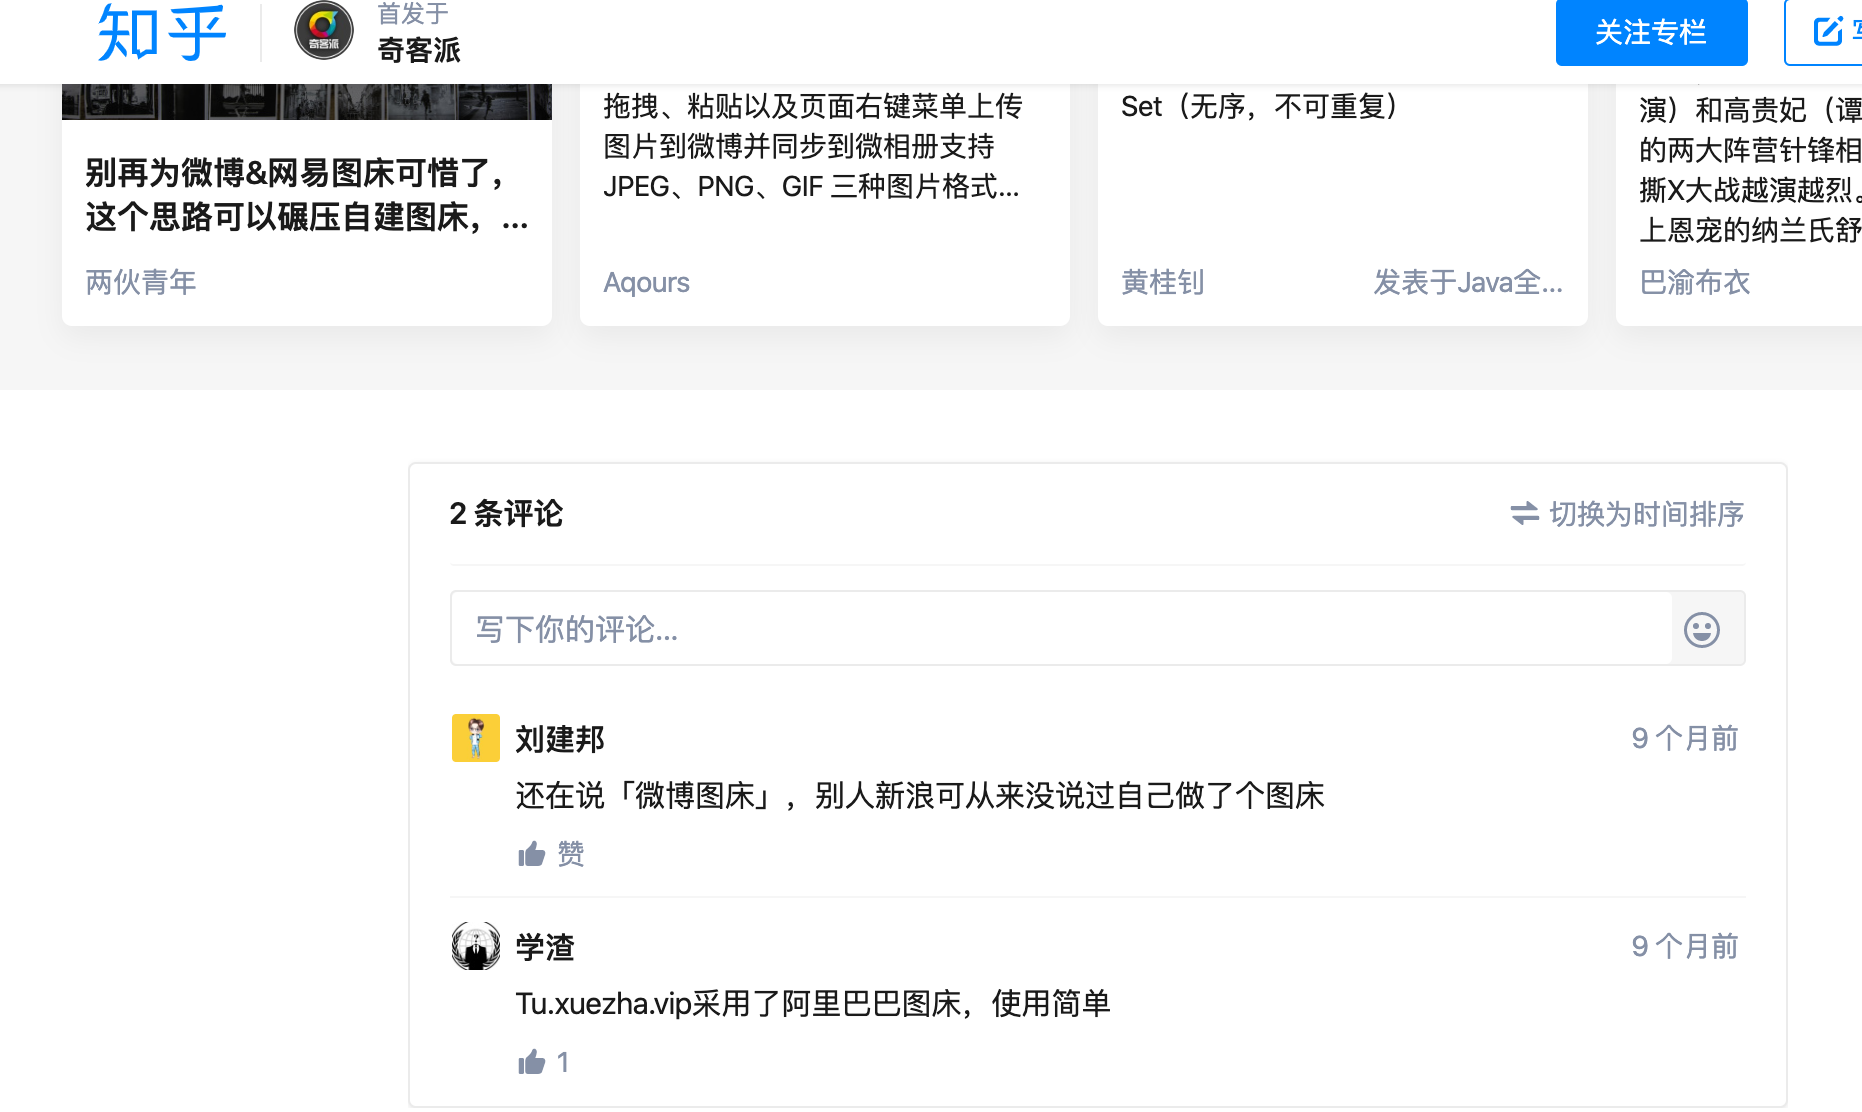 知乎
奇客派
首发于
奇客派
关注专栏
别再为微博&网易图床可惜了，
这个思路可以碾压自建图床，...
两伙青年
拖拽、粘贴以及页面右键菜单上传
图片到微博并同步到微相册支持
JPEG、PNG、GIF 三种图片格式...
Aqours
Set（无序，不可重复）
黄桂钊
发表于Java全...
演）和高贵妃（谭
的两大阵营针锋相
撕X大战越演越烈。
上恩宠的纳兰氏舒
巴渝布衣
2 条评论
切换为时间排序
写下你的评论...
刘建邦
9 个月前
还在说「微博图床」，别人新浪可从来没说过自己做了个图床
赞
学渣
9 个月前
Tu.xuezha.vip采用了阿里巴巴图床，使用简单
1